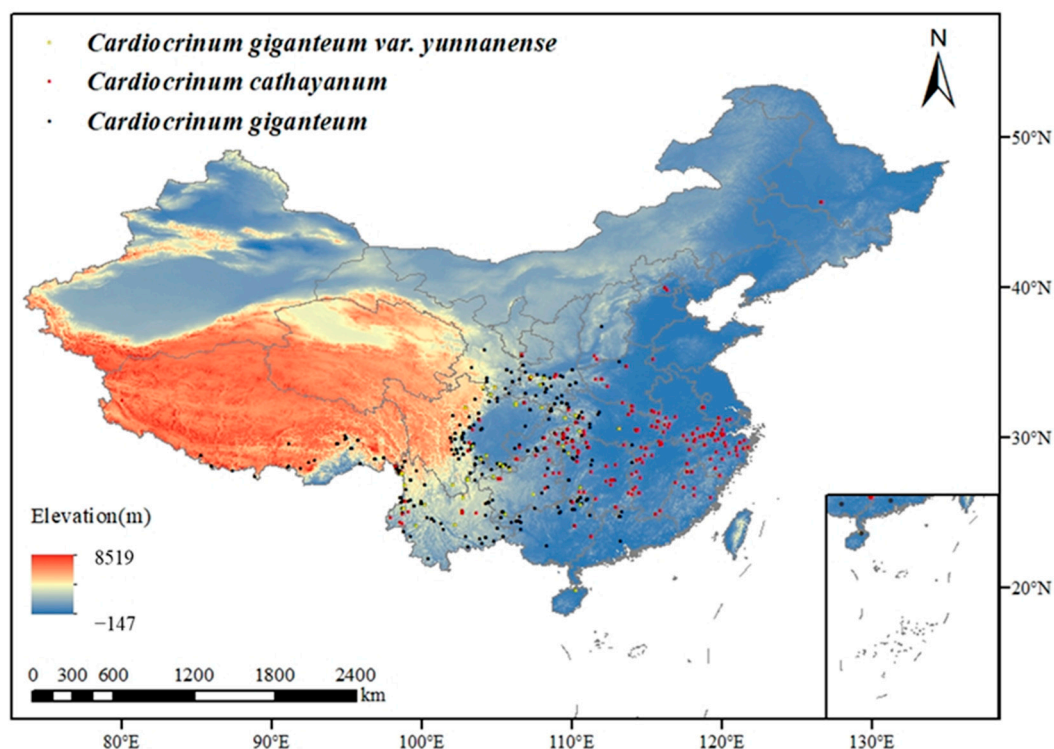 Cardiocrinum giganteum var. yunnanense
Cardiocrinum cathayanum
Cardiocrinum giganteum
N
50°N
40°N
30°N
20°N
Elevation(m)
8519
−147
0 300 600 1200 1800 2400
km
80°E 90°E 100°E 110°E 120°E 130°E